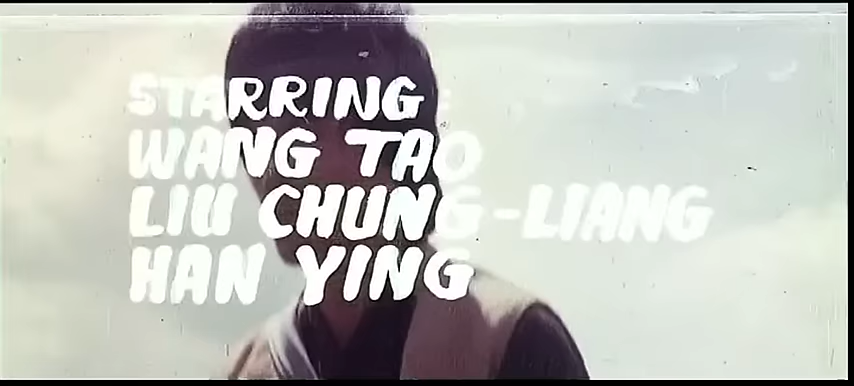 STARRING:
WANG TAO
LIU CHUNG-LIANG
HAN YING